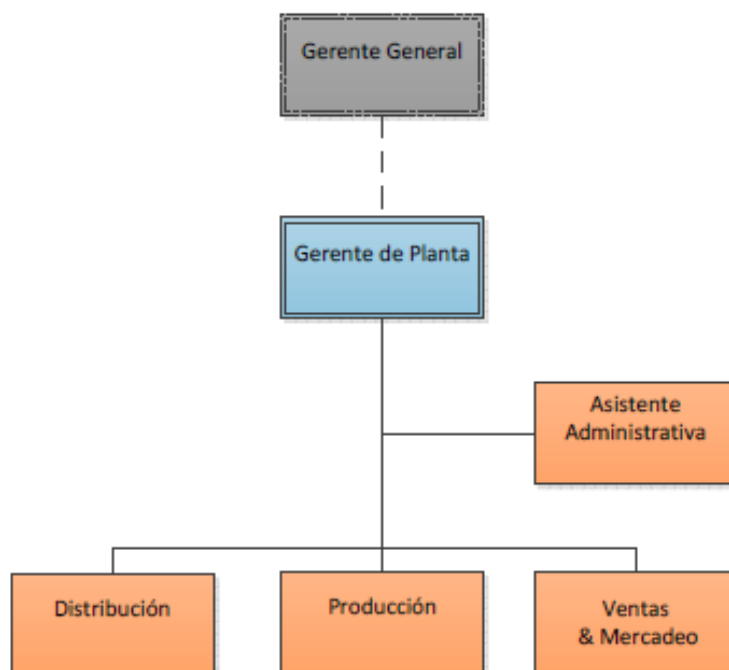 Gerente General
Gerente de Planta
Asistente
Administrativa
Distribución
Producción
Ventas
& Mercadeo